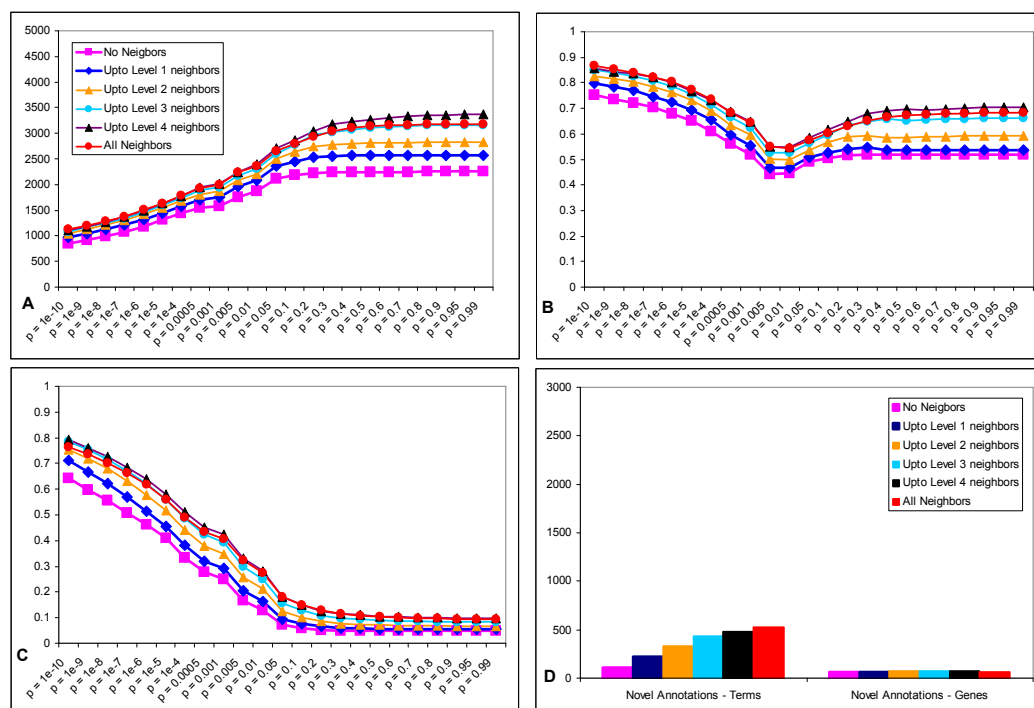 5000
4500
4000
3500
3000
2500
2000
1500
1000
500
0
No Neigbors
Upto Level 1 neighbors
Upto Level 2 neighbors
Upto Level 3 neighbors
Upto Level 4 neighbors
All Neighbors
A
p = 1e-10
p = 1e-9
p = 1e-8
p = 1e-7
p = 1e-6
p = 1e-5
p = 1e-4
p = 0.0005
p = 0.001
p = 0.005
p = 0.01
p = 0.05
p = 0.1
p = 0.2
p = 0.3
p = 0.4
p = 0.5
p = 0.6
p = 0.7
p = 0.8
p = 0.9
p = 0.95
p = 0.99
1
0.9
0.8
0.7
0.6
0.5
0.4
0.3
0.2
0.1
0
B
p = 1e-10
p = 1e-9
p = 1e-8
p = 1e-7
p = 1e-6
p = 1e-5
p = 1e-4
p = 0.0005
p = 0.001
p = 0.005
p = 0.01
p = 0.05
p = 0.1
p = 0.2
p = 0.3
p = 0.4
p = 0.5
p = 0.6
p = 0.7
p = 0.8
p = 0.9
p = 0.95
p = 0.99
1
0.9
0.8
0.7
0.6
0.5
0.4
0.3
0.2
0.1
0
C
p = 1e-10
p = 1e-9
p = 1e-8
p = 1e-7
p = 1e-6
p = 1e-5
p = 1e-4
p = 0.0005
p = 0.001
p = 0.005
p = 0.01
p = 0.05
p = 0.1
p = 0.2
p = 0.3
p = 0.4
p = 0.5
p = 0.6
p = 0.7
p = 0.8
p = 0.9
p = 0.95
p = 0.99
3000
2500
2000
1500
1000
500
0
No Neigbors
Upto Level 1 neighbors
Upto Level 2 neighbors
Upto Level 3 neighbors
Upto Level 4 neighbors
All Neighbors
D
Novel Annotations - Terms
Novel Annotations - Genes